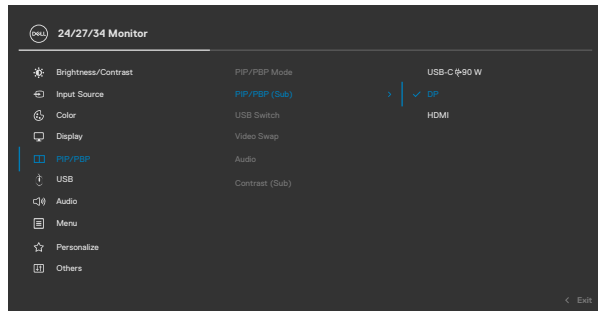 DELL 24/27/34 Monitor
Brightness/Contrast PIP/PBP Mode USB-C 90 W
Input Source PIP/PBP (Sub) DP
Color USB Switch HDMI
Display Video Swap
PIP/PBP Audio
USB Contrast (Sub)
Audio
Menu
Personalize
Others
Exit